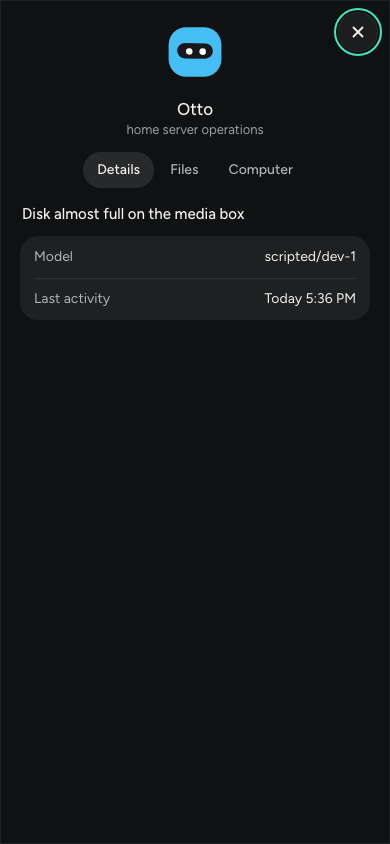 Otto
home server operations
Details Files Computer
Disk almost full on the media box
Model scripted/dev-1
Last activity Today 5:36 PM